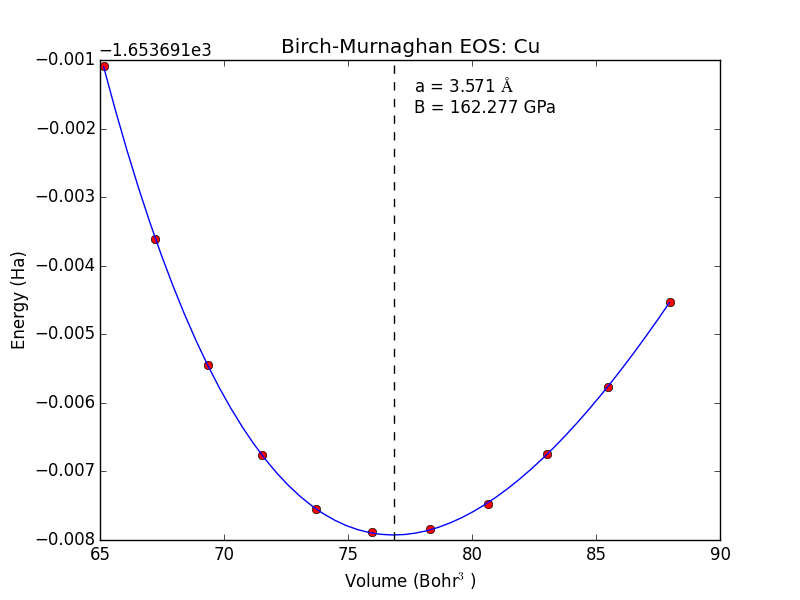 −1.653691e3
Birch-Murnaghan EOS: Cu
a = 3.571 Å
B = 162.277 GPa
Energy (Ha)
−0.001
−0.002
−0.003
−0.004
−0.005
−0.006
−0.007
−0.008
65 70 75 80 85 90
Volume (Bohr³ )